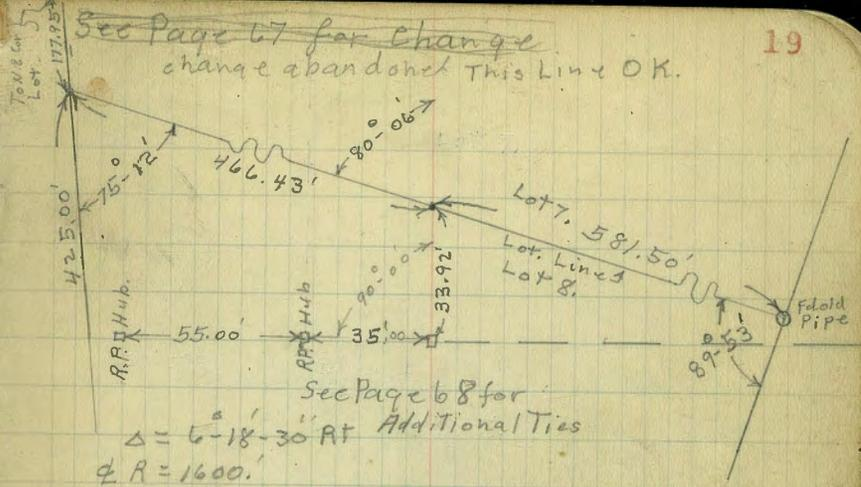 See Page 67 for Change
19
change abandoned This Line OK.
To N.E. Cor
Lot. 5.
177.95'
75°-12'
466.43'
80°-06'
425.00'
Lot 7. 581.50'
Lot. Lines
Lot 8.
90°-00'
33.92'
Fd. old
Pipe
89°-53'
R.P. Hub
55.00'
R.P. Hub
35.00
See Page 68 for
Additional Ties
Δ = 6°-18'-30" Rt
₵ R = 1600.'